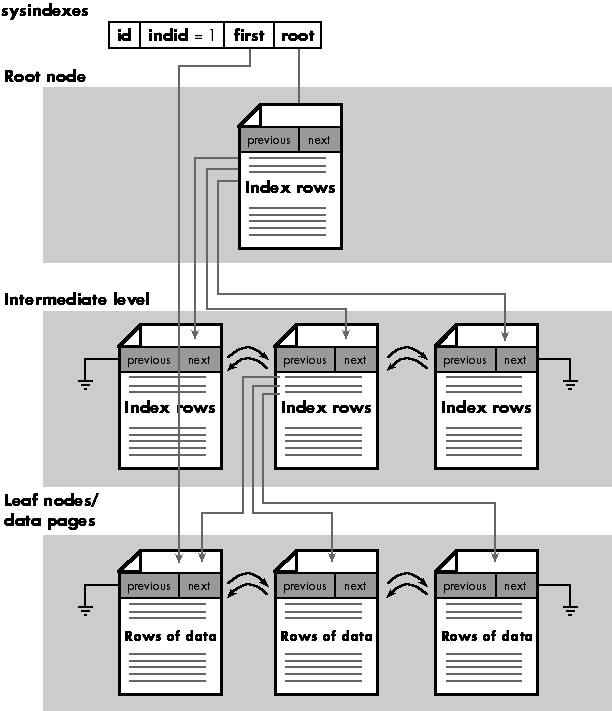 sysindexes
id indid = 1 first root
Root node
previous next
Index rows
Intermediate level
previous next previous next previous next
Index rows Index rows Index rows
Leaf nodes/
data pages
previous next previous next previous next
Rows of data Rows of data Rows of data